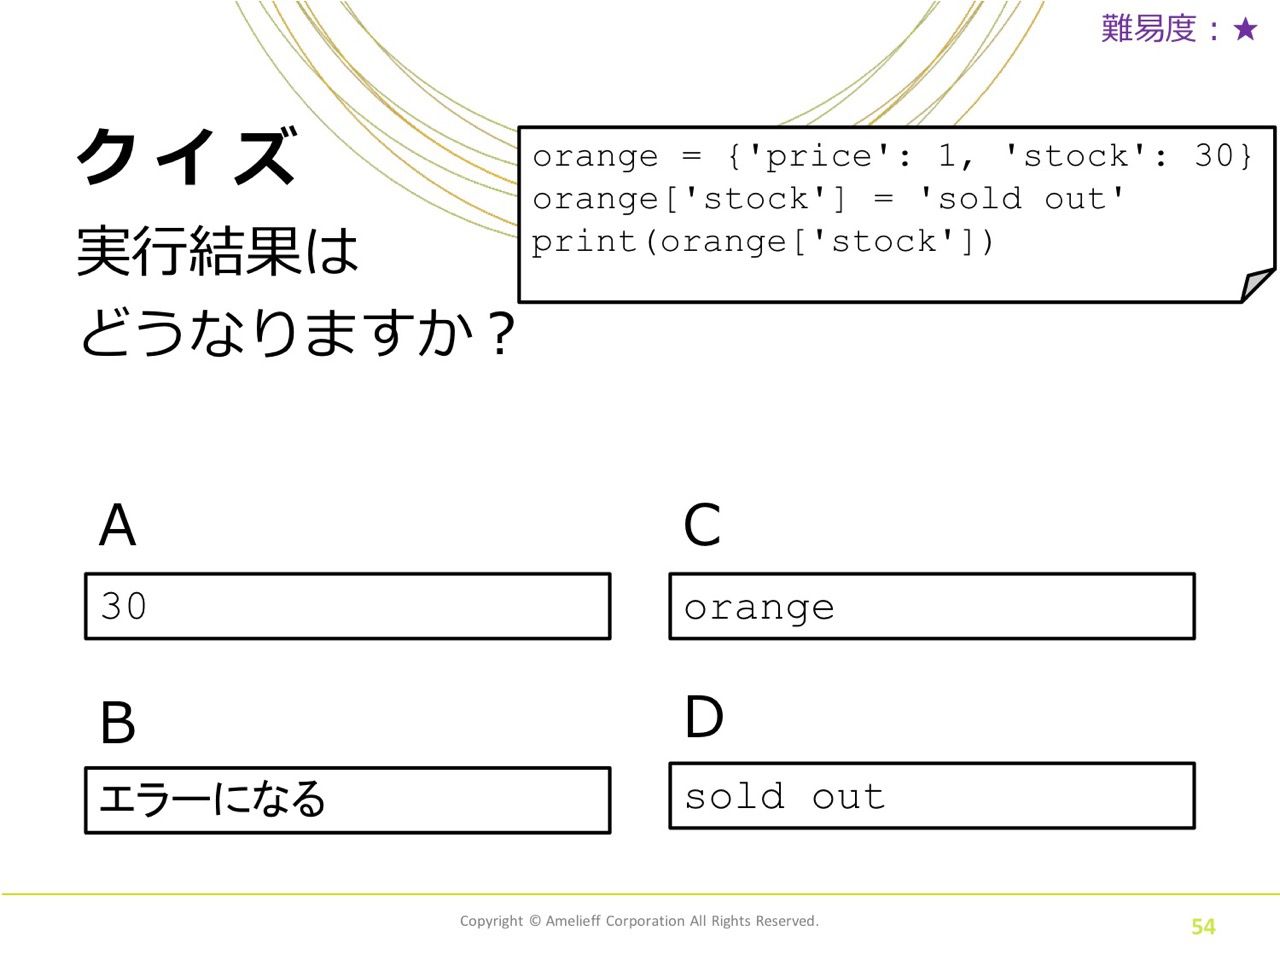 難易度：★
クイズ
実行結果は
どうなりますか？
orange = {'price': 1, 'stock': 30}
orange['stock'] = 'sold out'
print(orange['stock'])
A
30
B
エラーになる
C
orange
D
sold out
Copyright © Amelieff Corporation All Rights Reserved.
54